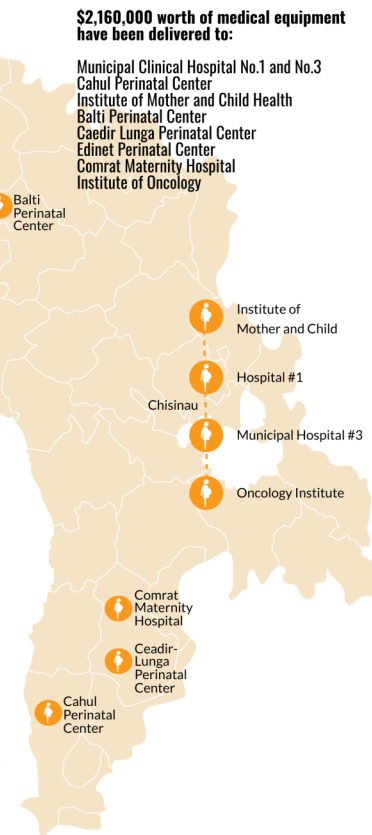 $2,160,000 worth of medical equipment
have been delivered to:
Municipal Clinical Hospital No.1 and No.3
Cahul Perinatal Center
Institute of Mother and Child Health
Balti Perinatal Center
Caedir Lunga Perinatal Center
Edinet Perinatal Center
Comrat Maternity Hospital
Institute of Oncology
Balti
Perinatal
Center
Institute of
Mother and Child
Hospital #1
Chisinau
Municipal Hospital #3
Oncology Institute
Comrat
Maternity
Hospital
Ceadir-
Lunga
Perinatal
Center
Cahul
Perinatal
Center